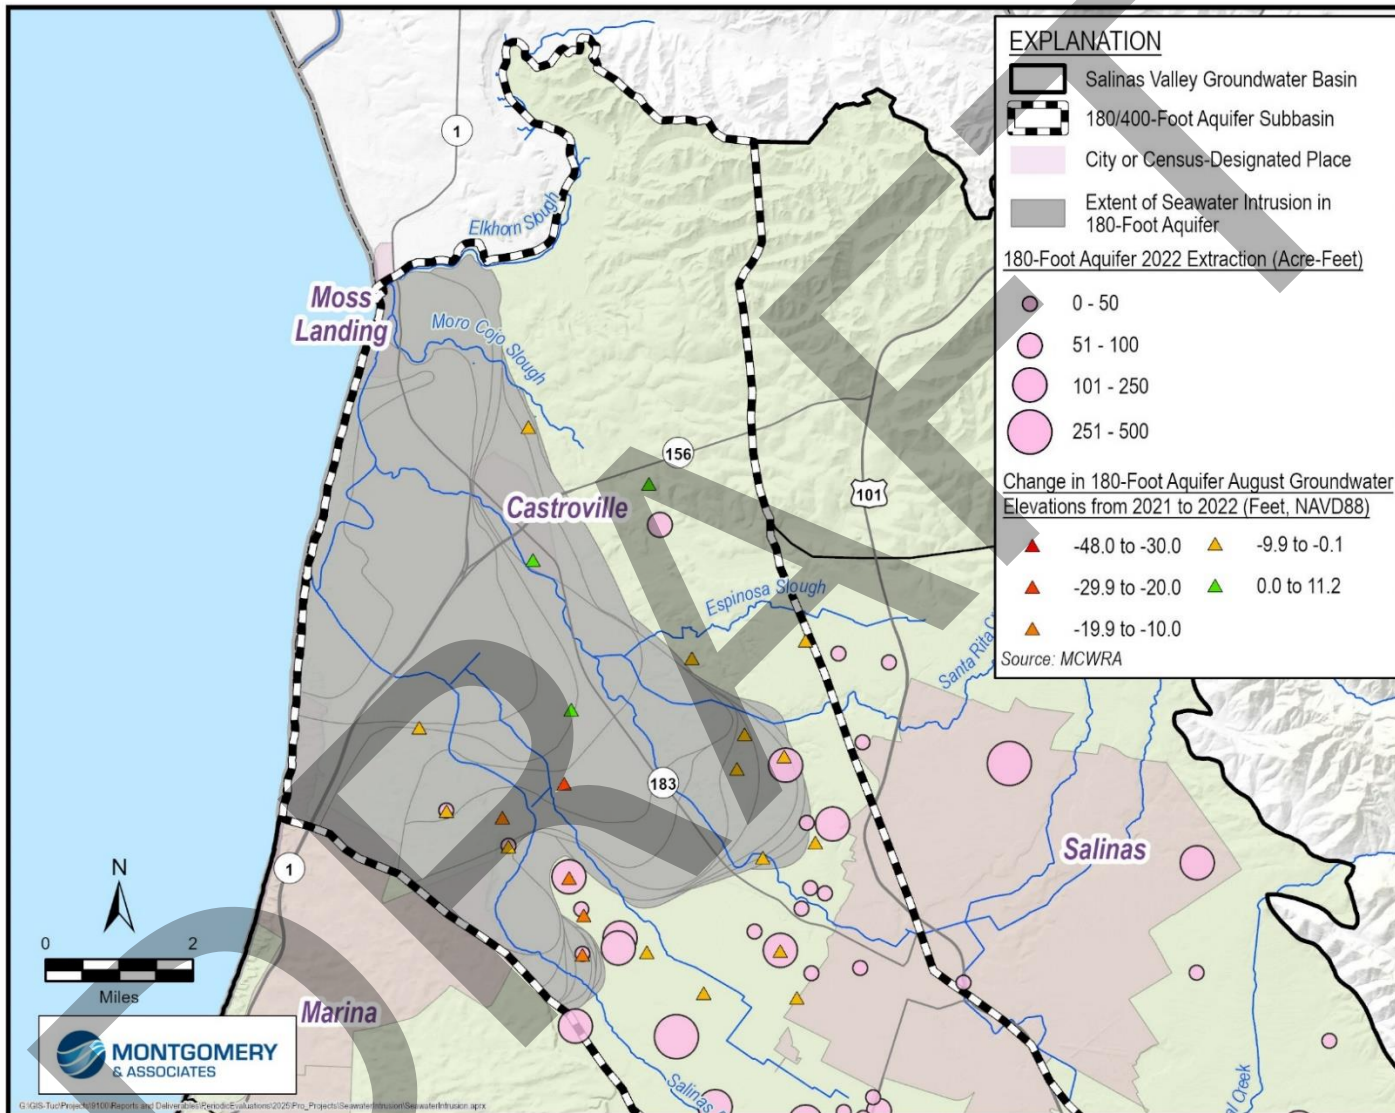 EXPLANATION
Salinas Valley Groundwater Basin
180/400-Foot Aquifer Subbasin
City or Census-Designated Place
Extent of Seawater Intrusion in
180-Foot Aquifer
180-Foot Aquifer 2022 Extraction (Acre-Feet)
0 - 50
51 - 100
101 - 250
251 - 500
Change in 180-Foot Aquifer August Groundwater
Elevations from 2021 to 2022 (Feet, NAVD88)
-48.0 to -30.0
-9.9 to -0.1
-29.9 to -20.0
0.0 to 11.2
-19.9 to -10.0
Source: MCWRA
1
Elkhorn Slough
Moss
Landing
Moro Cojo Slough
156
101
Castroville
Espinosa Slough
Santa Rita
183
Salinas
1
N
0 2
Miles
Marina
Salinas
Creek
MONTGOMERY
& ASSOCIATES
DRAFT